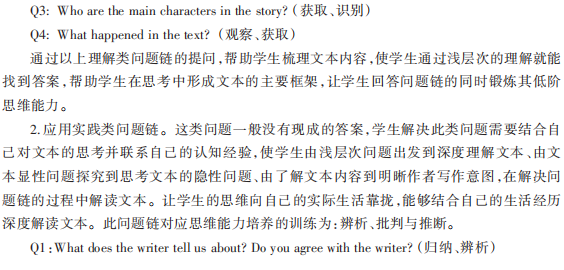 Q3: Who are the main characters in the story?(获取、识别)
Q4: What happened in the text?(观察、获取)
通过以上理解类问题链的提问,帮助学生梳理文本内容,使学生通过浅层次的理解就能
找到答案,帮助学生在思考中形成文本的主要框架,让学生回答问题链的同时锻炼其低阶
思维能力。
2.应用实践类问题链。这类问题一般没有现成的答案,学生解决此类问题需要结合自
己对文本的思考并联系自己的认知经验,使学生由浅层次问题出发到深度理解文本、由文
本显性问题探究到思考文本的隐性问题、由了解文本内容到明晰作者写作意图,在解决问
题链的过程中解读文本。让学生的思维向自己的实际生活靠拢,能够结合自己的生活经历
深度解读文本。此问题链对应思维能力培养的训练为:辨析、批判与推断。
Q1:What does the writer tell us about? Do you agree with the writer?(归纳、辨析)